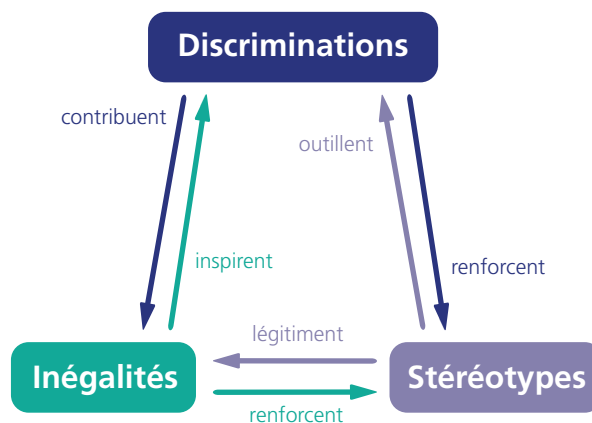 Discriminations
contribuent
outillent
inspirent
renforcent
légitiment
Inégalités
Stéréotypes
renforcent